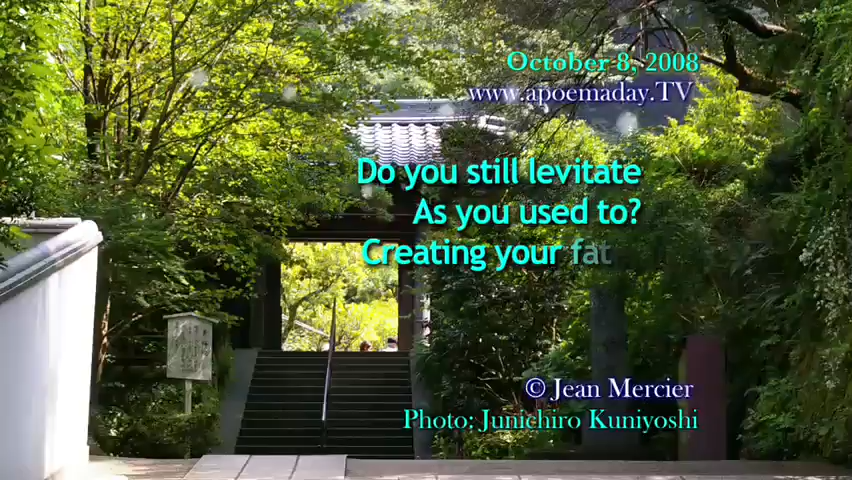 October 8, 2008
www.apoemaday.TV
Do you still levitate
As you used to?
Creating your fat
© Jean Mercier
Photo: Junichiro Kuniyoshi